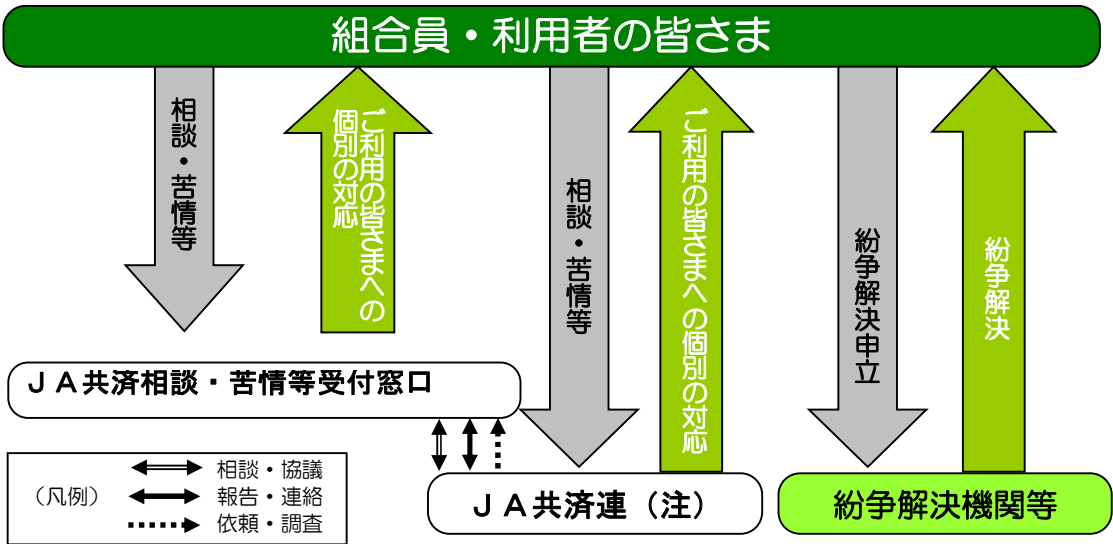 組合員・利用者の皆さま
相談・苦情等
ご利用の皆さまへの
個別の対応
相談・苦情等
ご利用の皆さまへの個別の対応
紛争解決申立
紛争解決
ＪＡ共済相談・苦情等受付窓口
（凡例）
相談・協議
報告・連絡
依頼・調査
ＪＡ共済連（注）
紛争解決機関等